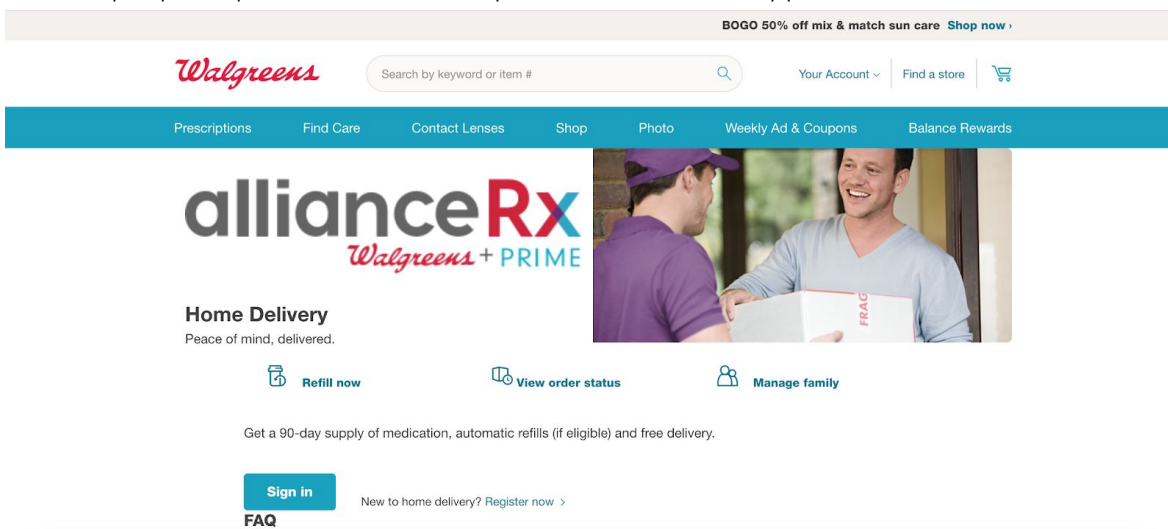 BOGO 50% off mix & match sun care Shop now ›
Walgreens
Search by keyword or item #
Your Account
Find a store
Prescriptions Find Care Contact Lenses Shop Photo Weekly Ad & Coupons Balance Rewards
allianceRx
Walgreens + PRIME
FRAG
Home Delivery
Peace of mind, delivered.
Refill now View order status Manage family
Get a 90-day supply of medication, automatic refills (if eligible) and free delivery.
Sign in
New to home delivery? Register now >
FAQ